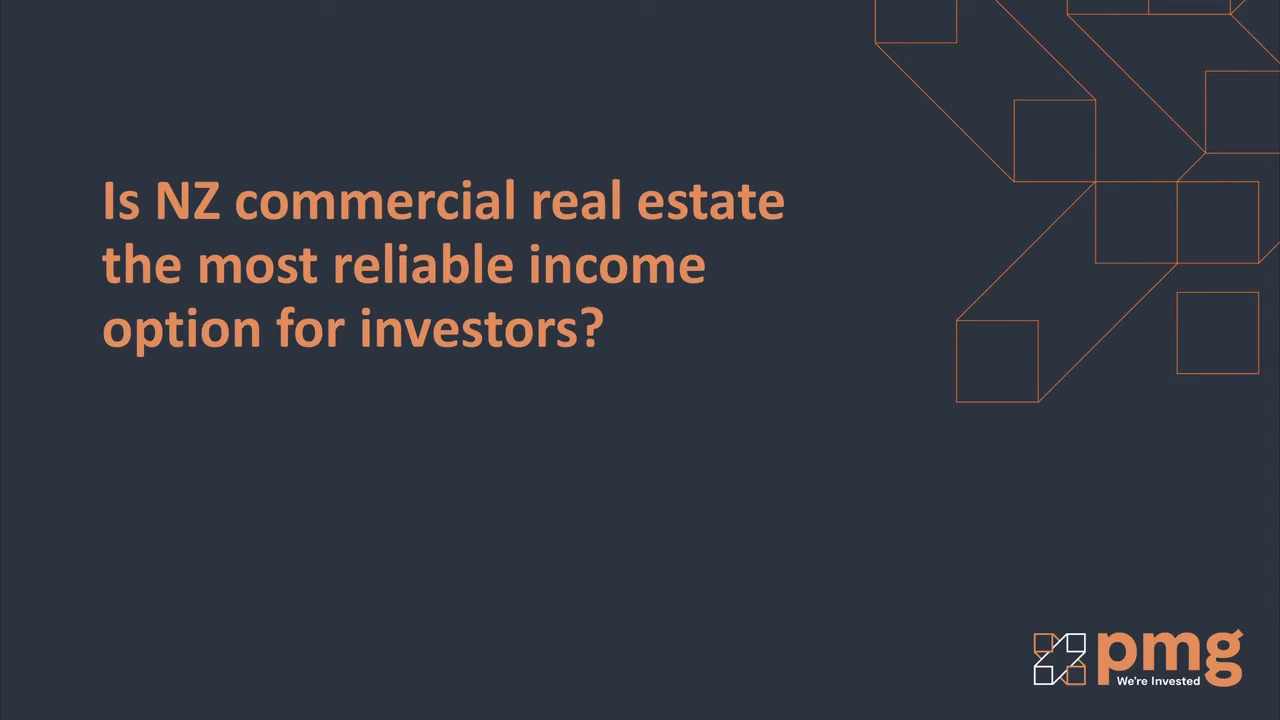 Is NZ commercial real estate
the most reliable income
option for investors?
pmg
We're Invested